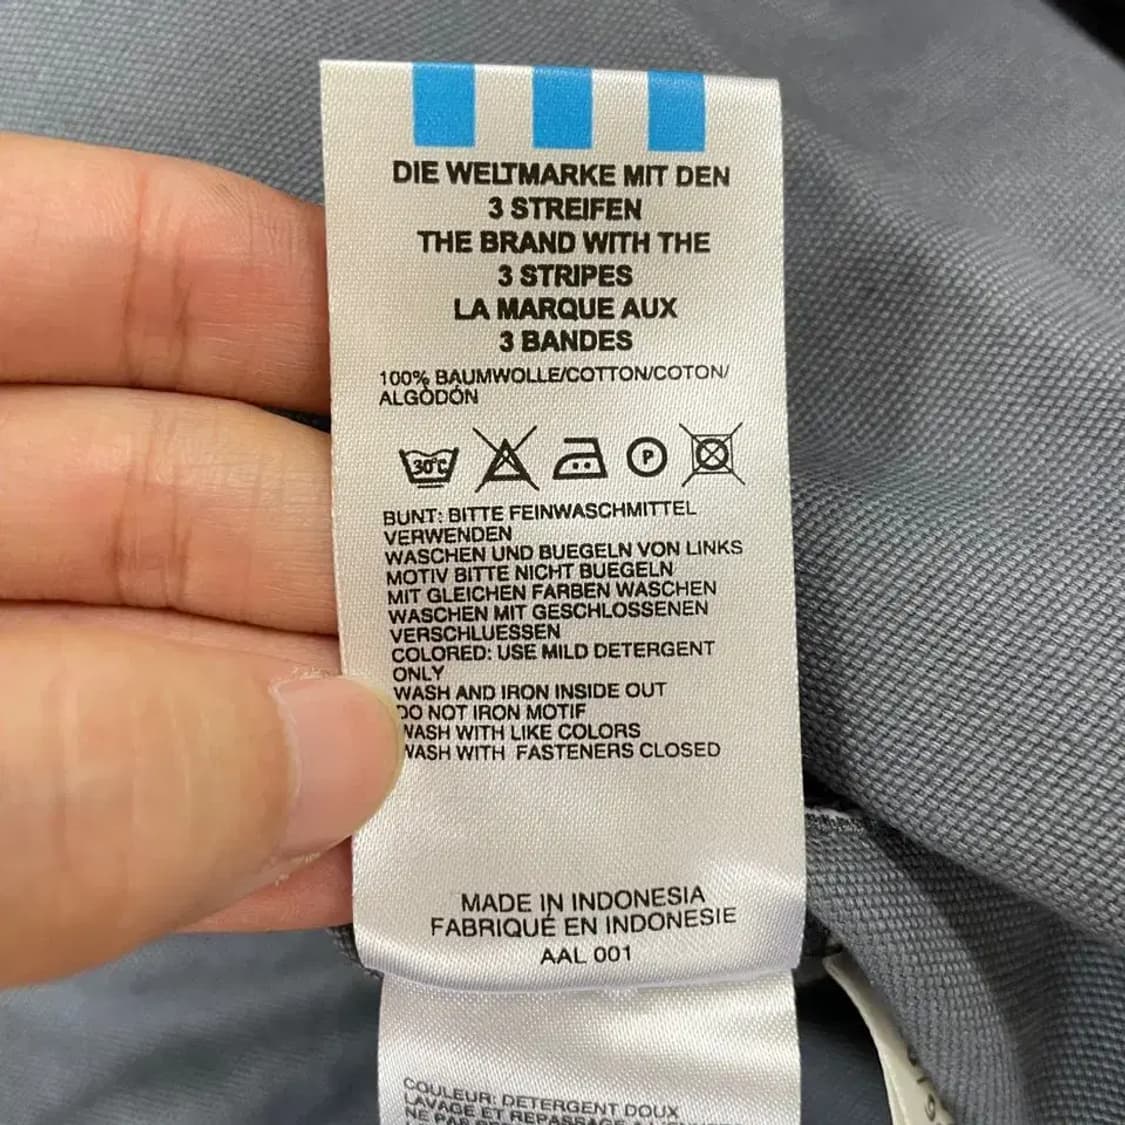 DIE WELTMARKE MIT DEN
3 STREIFEN
THE BRAND WITH THE
3 STRIPES
LA MARQUE AUX
3 BANDES
100% BAUMWOLLE/COTTON/COTON/
ALGODÓN
30°C P
BUNT: BITTE FEINWASCHMITTEL
VERWENDEN
WASCHEN UND BUEGELN VON LINKS
MOTIV BITTE NICHT BUEGELN
MIT GLEICHEN FARBEN WASCHEN
WASCHEN MIT GESCHLOSSENEN
VERSCHLUESSEN
COLORED: USE MILD DETERGENT
ONLY
WASH AND IRON INSIDE OUT
DO NOT IRON MOTIF
WASH WITH LIKE COLORS
WASH WITH FASTENERS CLOSED
MADE IN INDONESIA
FABRIQUÉ EN INDONESIE
AAL 001
COULEUR: DETERGENT DOUX
LAVAGE ET REPASSAGE A
NE PAS